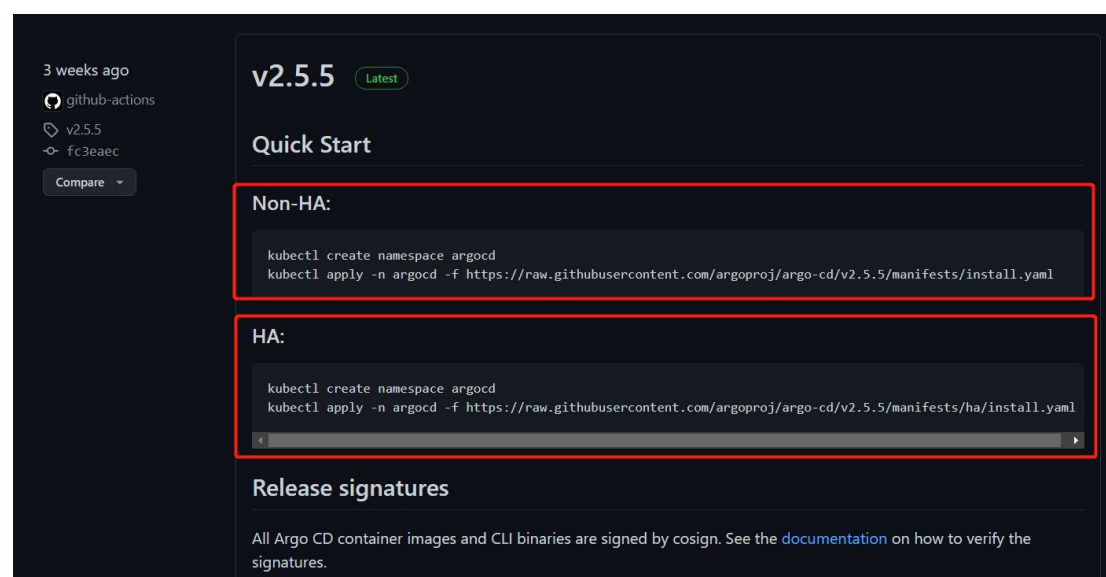 3 weeks ago
github-actions
v2.5.5
fc3eaec
Compare
v2.5.5 Latest
Quick Start
Non-HA:
kubectl create namespace argocd
kubectl apply -n argocd -f https://raw.githubusercontent.com/argoproj/argo-cd/v2.5.5/manifests/install.yaml
HA:
kubectl create namespace argocd
kubectl apply -n argocd -f https://raw.githubusercontent.com/argoproj/argo-cd/v2.5.5/manifests/ha/install.yaml
Release signatures
All Argo CD container images and CLI binaries are signed by cosign. See the documentation on how to verify the
signatures.